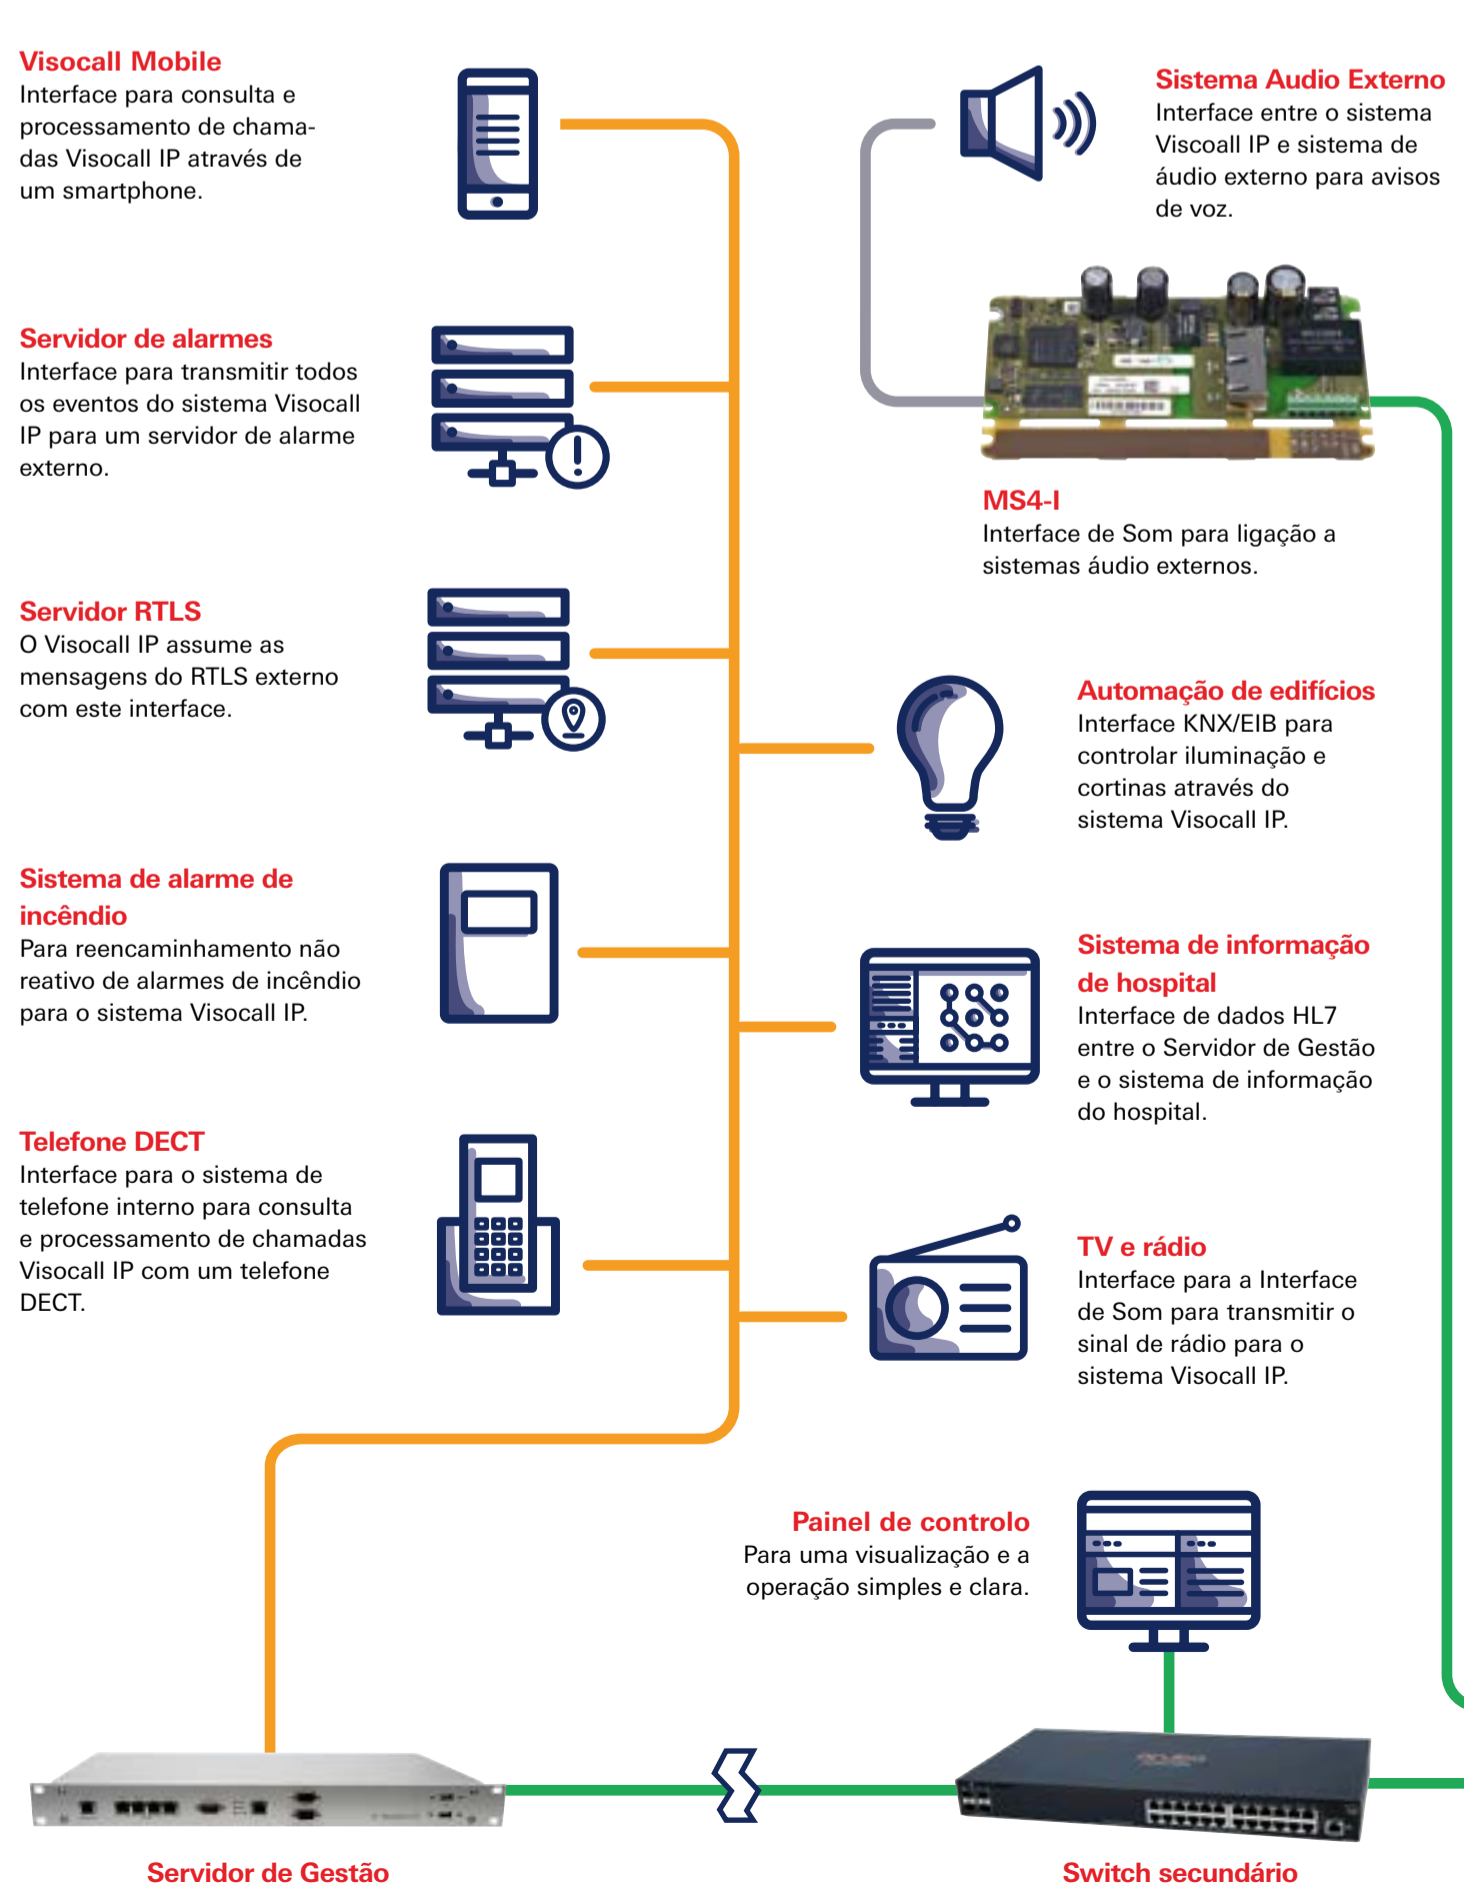 Visocall Mobile
Interface para consulta e
processamento de chama-
das Visocall IP através de
um smartphone.
Servidor de alarmes
Interface para transmitir todos
os eventos do sistema Visocall
IP para um servidor de alarme
externo.
Servidor RTLS
O Visocall IP assume as
mensagens do RTLS externo
com este interface.
Sistema de alarme de
incêndio
Para reencaminhamento não
reativo de alarmes de incêndio
para o sistema Visocall IP.
Telefone DECT
Interface para o sistema de
telefone interno para consulta
e processamento de chamadas
Visocall IP com um telefone
DECT.
Sistema Audio Externo
Interface entre o sistema
Viscoall IP e sistema de
áudio externo para avisos
de voz.
MS4-I
Interface de Som para ligação a
sistemas áudio externos.
Automação de edifícios
Interface KNX/EIB para
controlar iluminação e
cortinas através do
sistema Visocall IP.
Sistema de informação
de hospital
Interface de dados HL7
entre o Servidor de Gestão
e o sistema de informação
do hospital.
TV e rádio
Interface para a Interface
de Som para transmitir o
sinal de rádio para o
sistema Visocall IP.
Painel de controlo
Para uma visualização e a
operação simples e clara.
Servidor de Gestão
Switch secundário